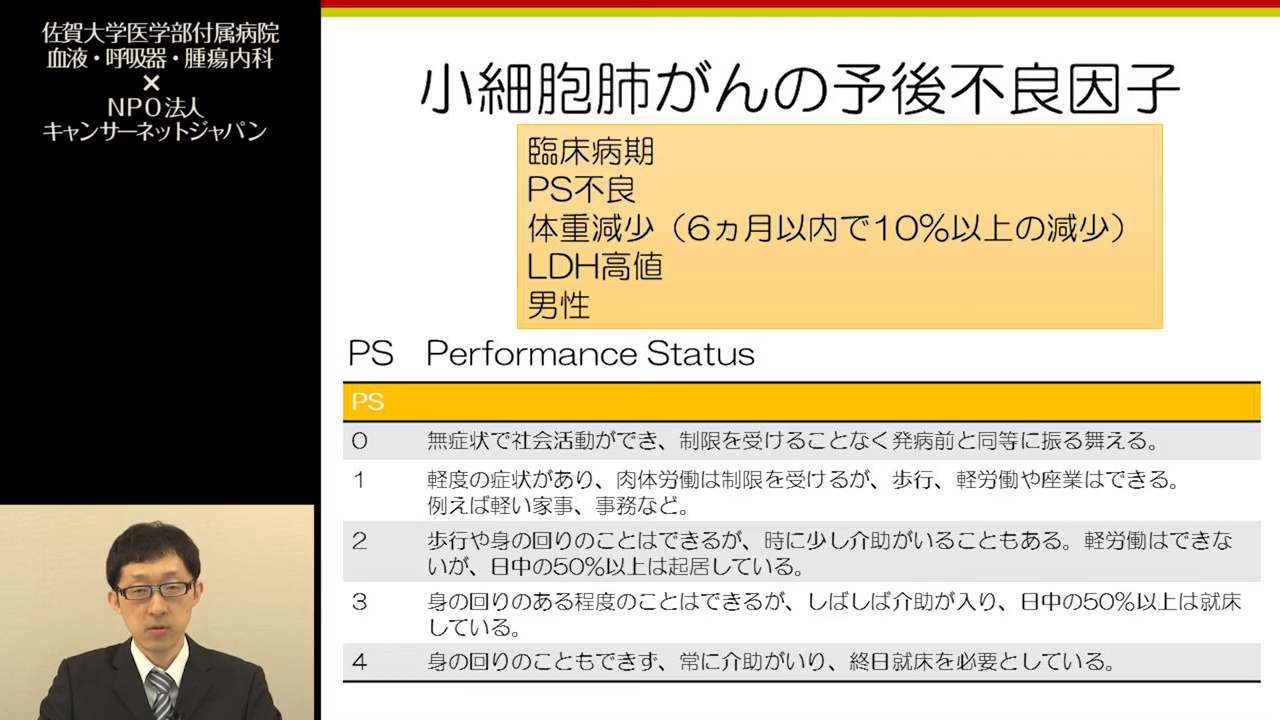 佐賀大学医学部付属病院
血液・呼吸器・腫瘍内科
×
NPO法人
キャンサーネットジャパン
小細胞肺がんの予後不良因子
臨床病期
PS不良
体重減少（6ヵ月以内で10%以上の減少）
LDH高値
男性
PS Performance Status
PS
0 無症状で社会活動ができ、制限を受けることなく発病前と同等に振る舞える。
1 軽度の症状があり、肉体労働は制限を受けるが、歩行、軽労働や座業はできる。
例えば軽い家事、事務など。
2 歩行や身の回りのことはできるが、時に少し介助がいることもある。軽労働はできな
いが、日中の50%以上は起居している。
3 身の回りのある程度のことはできるが、しばしば介助が入り、日中の50%以上は就床
している。
4 身の回りのこともできず、常に介助がいり、終日就床を必要としている。